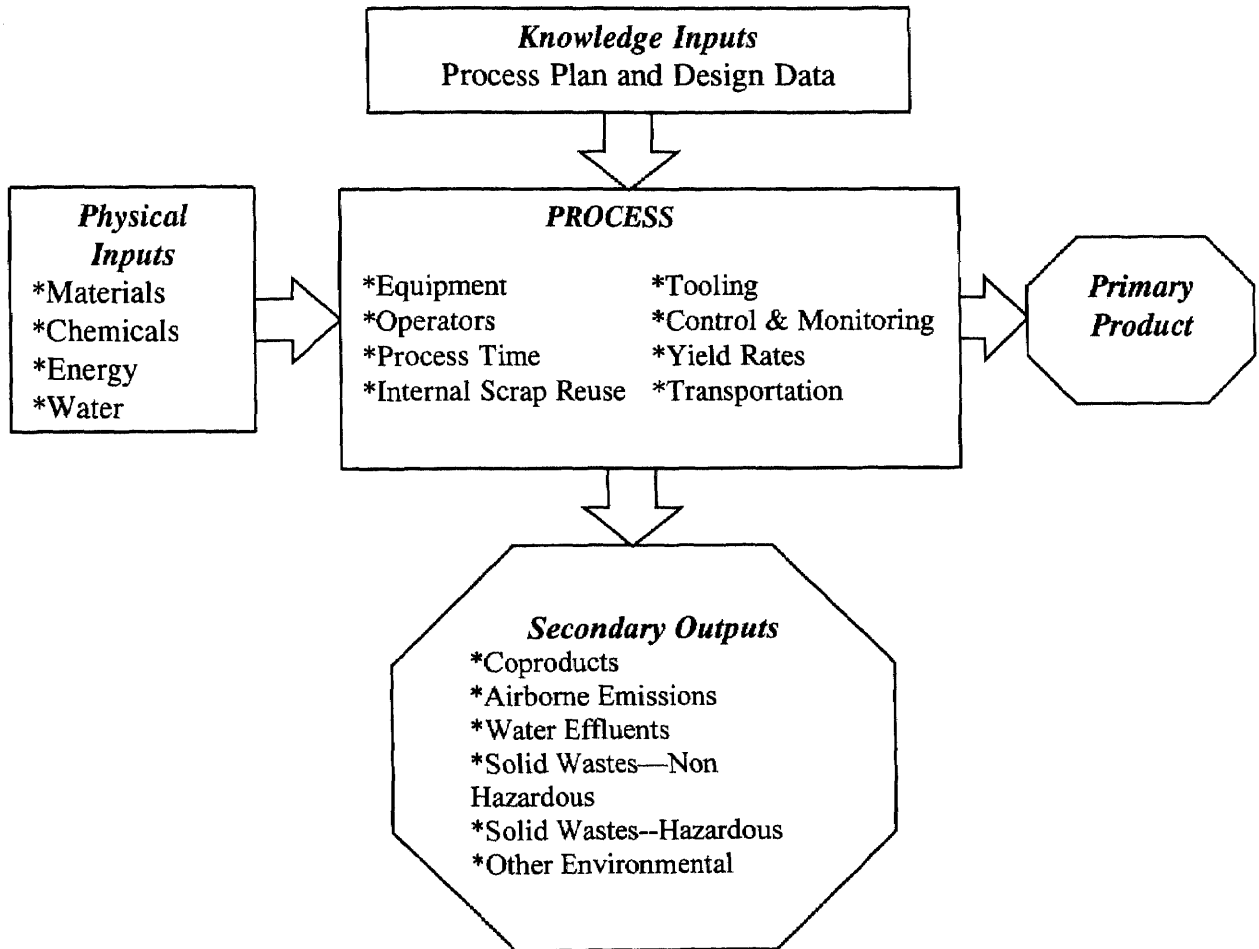 Knowledge Inputs
Process Plan and Design Data
Physical
Inputs
*Materials
*Chemicals
*Energy
*Water
PROCESS
*Equipment
*Operators
*Process Time
*Internal Scrap Reuse
*Tooling
*Control & Monitoring
*Yield Rates
*Transportation
Primary
Product
Secondary Outputs
*Coproducts
*Airborne Emissions
*Water Effluents
*Solid Wastes—Non
Hazardous
*Solid Wastes--Hazardous
*Other Environmental